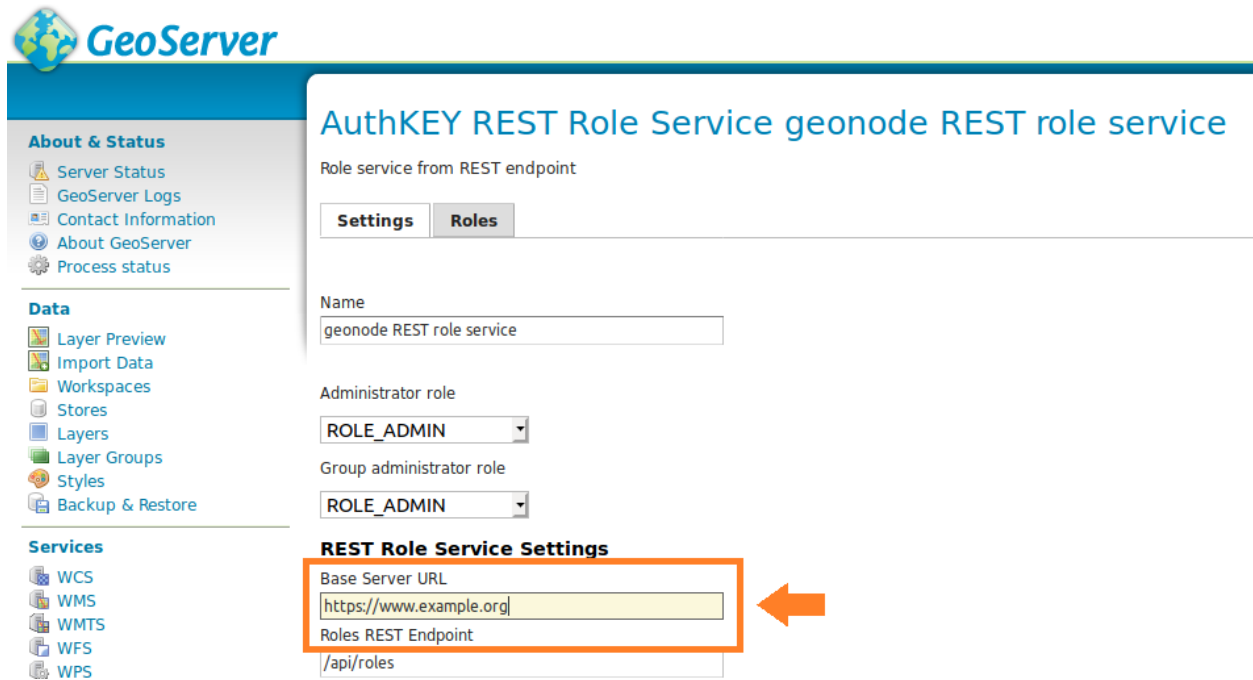 GeoServer
About & Status
Server Status
GeoServer Logs
Contact Information
About GeoServer
Process status
Data
Layer Preview
Import Data
Workspaces
Stores
Layers
Layer Groups
Styles
Backup & Restore
Services
WCS
WMS
WMTS
WFS
WPS
AuthKEY REST Role Service geonode REST role service
Role service from REST endpoint
Settings
Roles
Name
geonode REST role service
Administrator role
ROLE_ADMIN
Group administrator role
ROLE_ADMIN
REST Role Service Settings
Base Server URL
https://www.example.org
Roles REST Endpoint
/api/roles